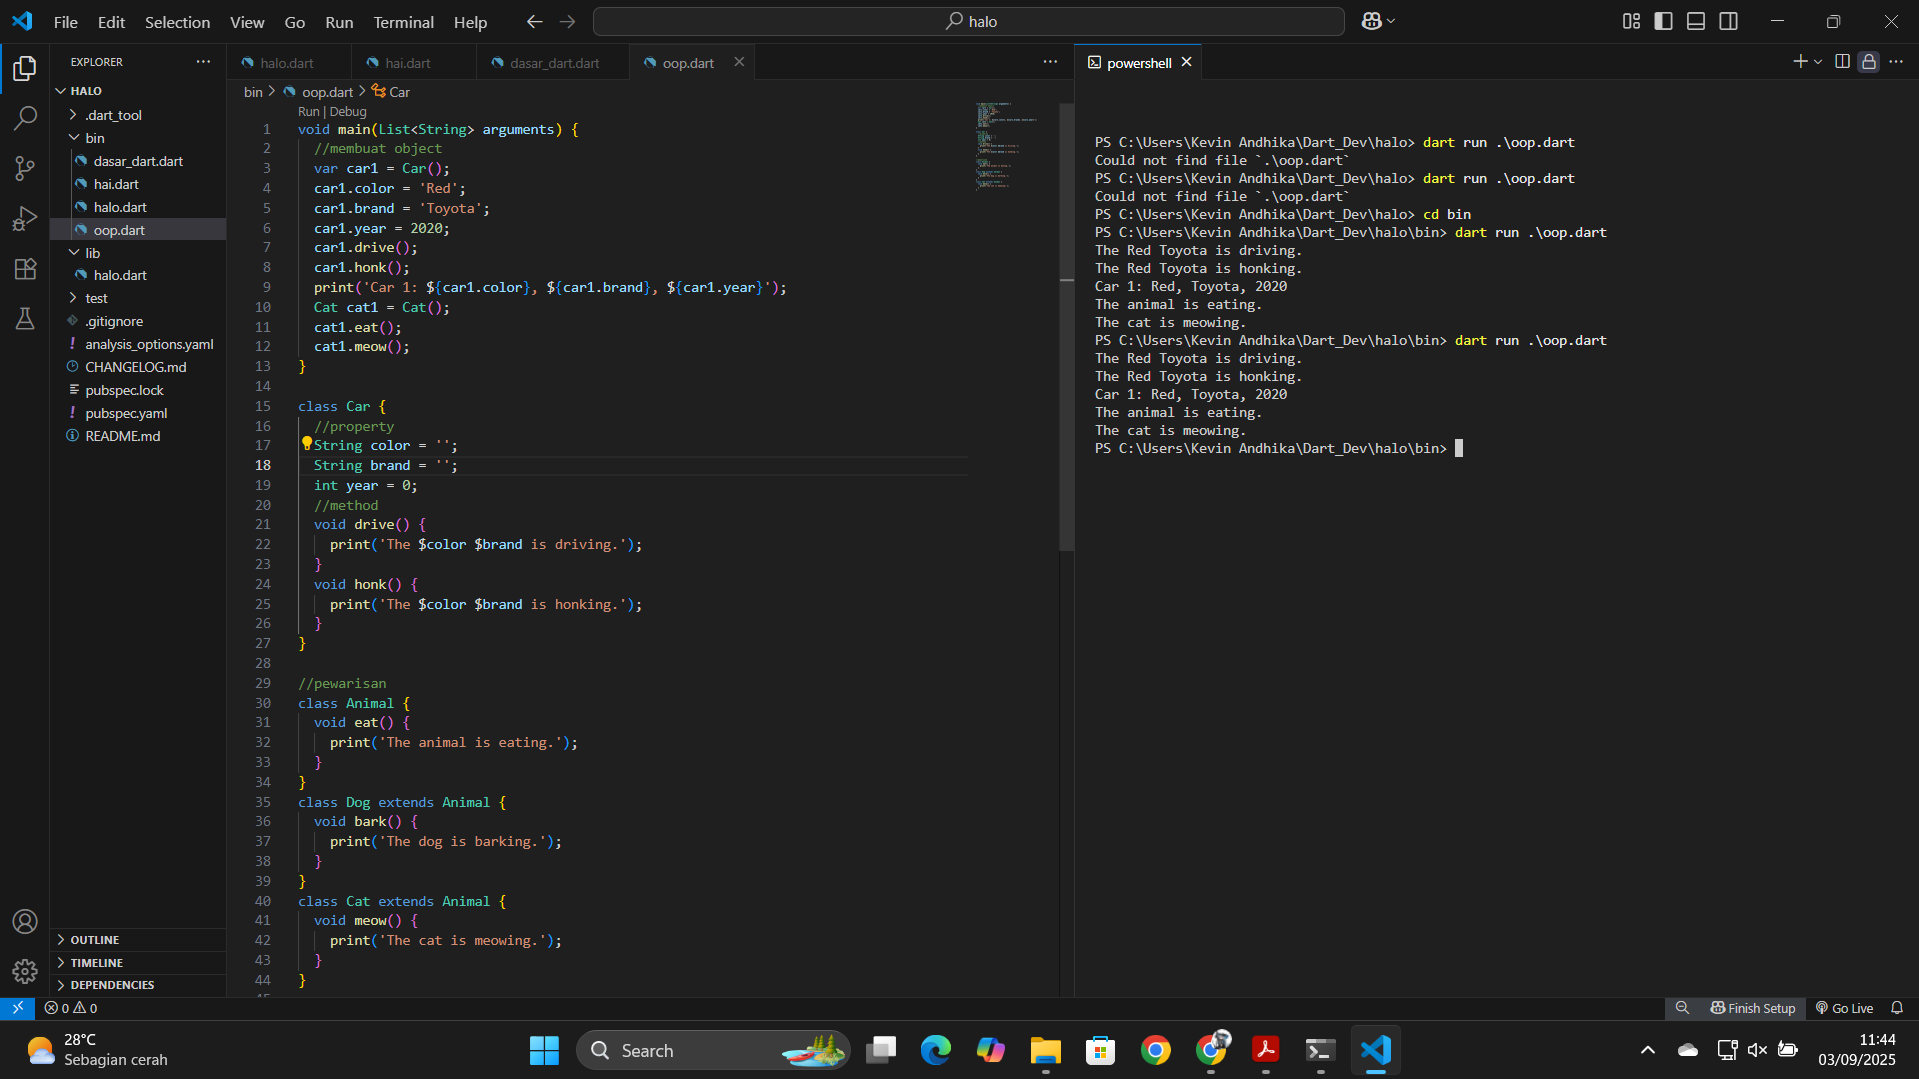 File Edit Selection View Go Run Terminal Help
halo
EXPLORER
HALO
.dart_tool
bin
dasar_dart.dart
hai.dart
halo.dart
oop.dart
lib
halo.dart
test
.gitignore
analysis_options.yaml
CHANGELOG.md
pubspec.lock
pubspec.yaml
README.md
OUTLINE
TIMELINE
DEPENDENCIES
halo.dart hai.dart dasar_dart.dart oop.dart
bin > oop.dart > Car
Run | Debug
1 void main(List<String> arguments) {
2 //membuat object
3 var car1 = Car();
4 car1.color = 'Red';
5 car1.brand = 'Toyota';
6 car1.year = 2020;
7 car1.drive();
8 car1.honk();
9 print('Car 1: ${car1.color}, ${car1.brand}, ${car1.year}');
10 Cat cat1 = Cat();
11 cat1.eat();
12 cat1.meow();
13 }
14
15 class Car {
16 //property
17 String color = '';
18 String brand = '';
19 int year = 0;
20 //method
21 void drive() {
22 print('The $color $brand is driving.');
23 }
24 void honk() {
25 print('The $color $brand is honking.');
26 }
27 }
28
29 //pewarisan
30 class Animal {
31 void eat() {
32 print('The animal is eating.');
33 }
34 }
35 class Dog extends Animal {
36 void bark() {
37 print('The dog is barking.');
38 }
39 }
40 class Cat extends Animal {
41 void meow() {
42 print('The cat is meowing.');
43 }
44 }
powershell
PS C:\Users\Kevin Andhika\Dart_Dev\halo> dart run .\oop.dart
Could not find file `.\oop.dart`
PS C:\Users\Kevin Andhika\Dart_Dev\halo> dart run .\oop.dart
Could not find file `.\oop.dart`
PS C:\Users\Kevin Andhika\Dart_Dev\halo> cd bin
PS C:\Users\Kevin Andhika\Dart_Dev\halo\bin> dart run .\oop.dart
The Red Toyota is driving.
The Red Toyota is honking.
Car 1: Red, Toyota, 2020
The animal is eating.
The cat is meowing.
PS C:\Users\Kevin Andhika\Dart_Dev\halo\bin> dart run .\oop.dart
The Red Toyota is driving.
The Red Toyota is honking.
Car 1: Red, Toyota, 2020
The animal is eating.
The cat is meowing.
PS C:\Users\Kevin Andhika\Dart_Dev\halo\bin>
0 0
Finish Setup Go Live
28°C
Sebagian cerah
Search
11:44
03/09/2025